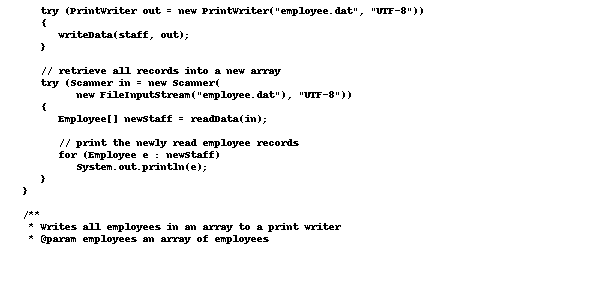 try (PrintWriter out = new PrintWriter("employee.dat", "UTF-8"))
{
writeData(staff, out);
}
// retrieve all records into a new array
try (Scanner in = new Scanner(
new FileInputStream("employee.dat"), "UTF-8"))
{
Employee[] newStaff = readData(in);
// print the newly read employee records
for (Employee e : newStaff)
System.out.println(e);
}
}
/**
* Writes all employees in an array to a print writer
* @param employees an array of employees